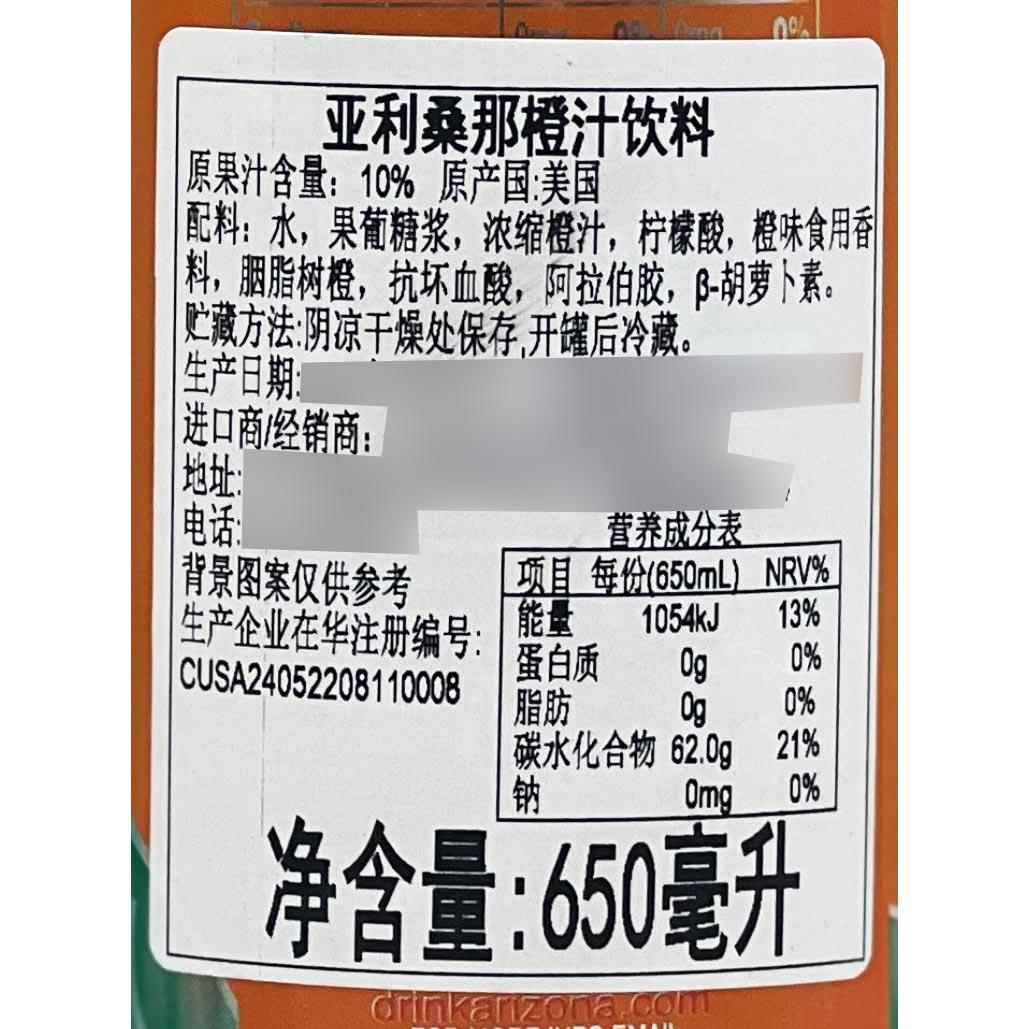 亚利桑那橙汁饮料
原果汁含量：10% 原产国:美国
配料：水，果葡糖浆，浓缩橙汁，柠檬酸，橙味食用香
料，胭脂树橙，抗坏血酸，阿拉伯胶，β-胡萝卜素。
贮藏方法:阴凉干燥处保存,开罐后冷藏。
生产日期:
进口商/经销商：
地址:
电话:
背景图案仅供参考
生产企业在华注册编号:
CUSA24052208110008
营养成分表
项目 每份(650mL) NRV%
能量 1054kJ 13%
蛋白质 0g 0%
脂肪 0g 0%
碳水化合物 62.0g 21%
钠 0mg 0%
净含量:650毫升
drinkarizona.com